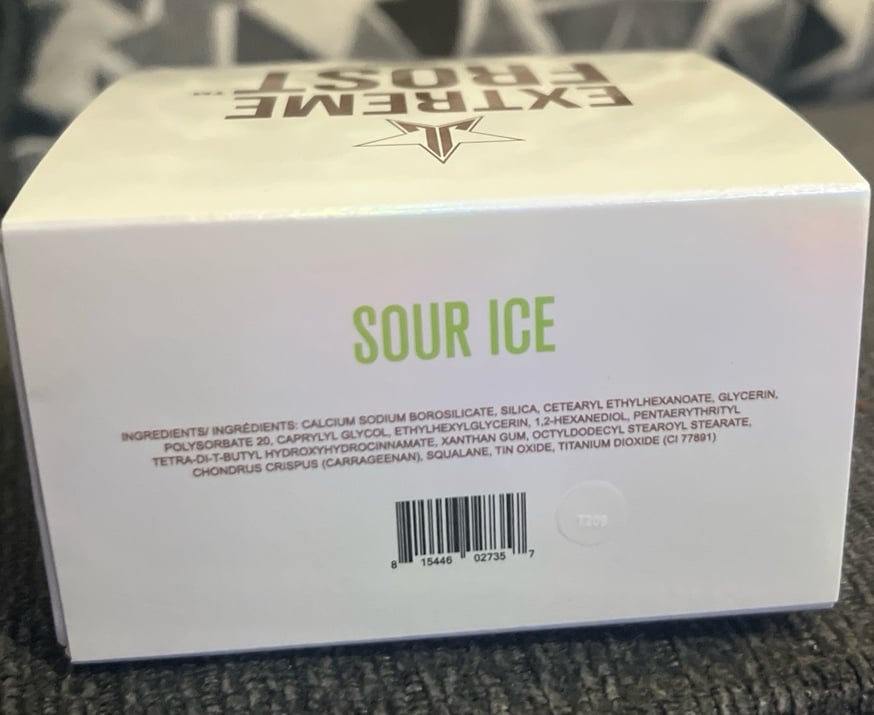 EXTREME
FROST™
SOUR ICE
INGREDIENTS/ INGRÉDIENTS: CALCIUM SODIUM BOROSILICATE, SILICA, CETEARYL ETHYLHEXANOATE, GLYCERIN,
POLYSORBATE 20, CAPRYLYL GLYCOL, ETHYLHEXYLGLYCERIN, 1,2-HEXANEDIOL, PENTAERYTHRITYL
TETRA-DI-T-BUTYL HYDROXYHYDROCINNAMATE, XANTHAN GUM, OCTYLDODECYL STEAROYL STEARATE,
CHONDRUS CRISPUS (CARRAGEENAN), SQUALANE, TIN OXIDE, TITANIUM DIOXIDE (CI 77891)
8 15446 02735 7